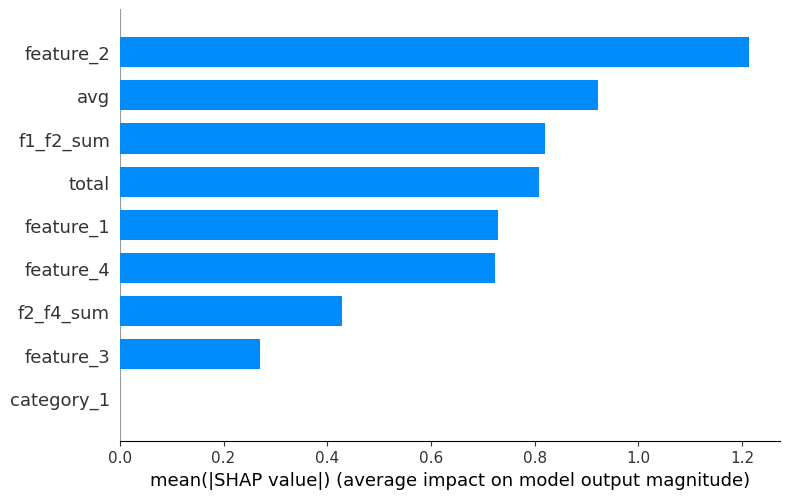 feature_2
avg
f1_f2_sum
total
feature_1
feature_4
f2_f4_sum
feature_3
category_1
0.0 0.2 0.4 0.6 0.8 1.0 1.2
mean(|SHAP value|) (average impact on model output magnitude)